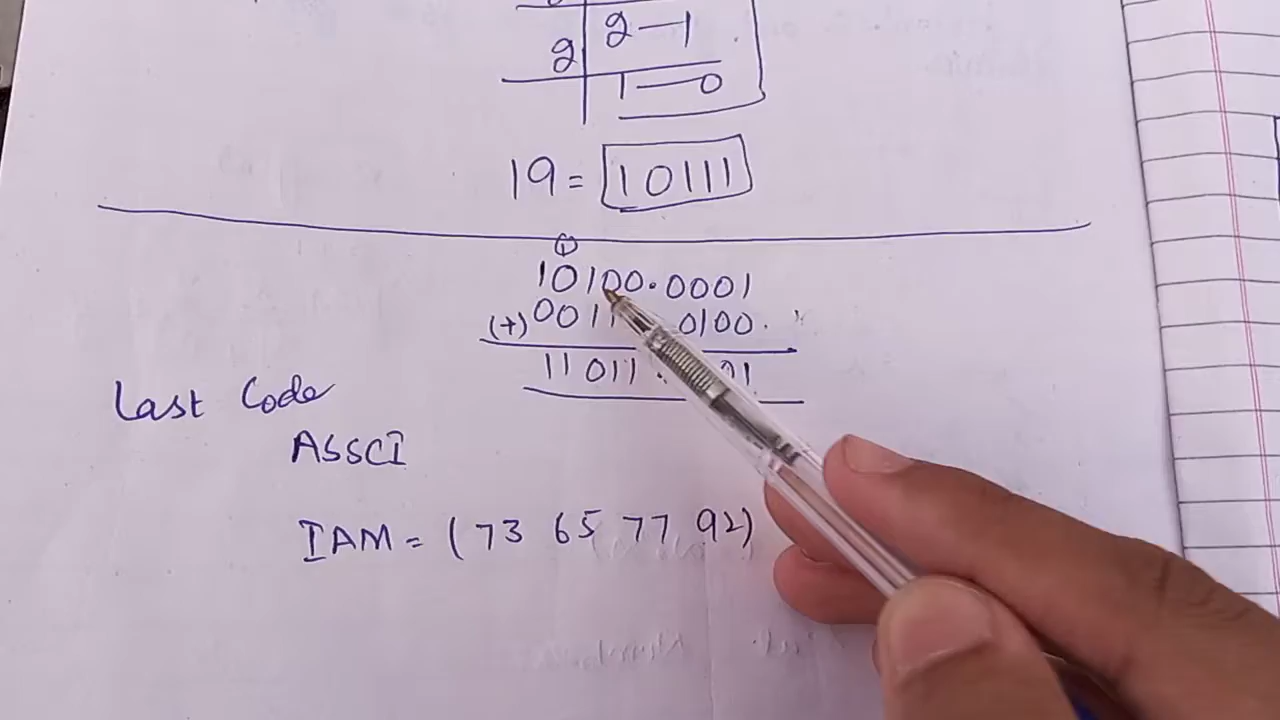 2 | 2 — 1
1 — 0
19 = 10111
1
10100.0001
(+) 0011 0100.
11011. 01
Last Code
ASSCI
IAM = (73 65 77 92)